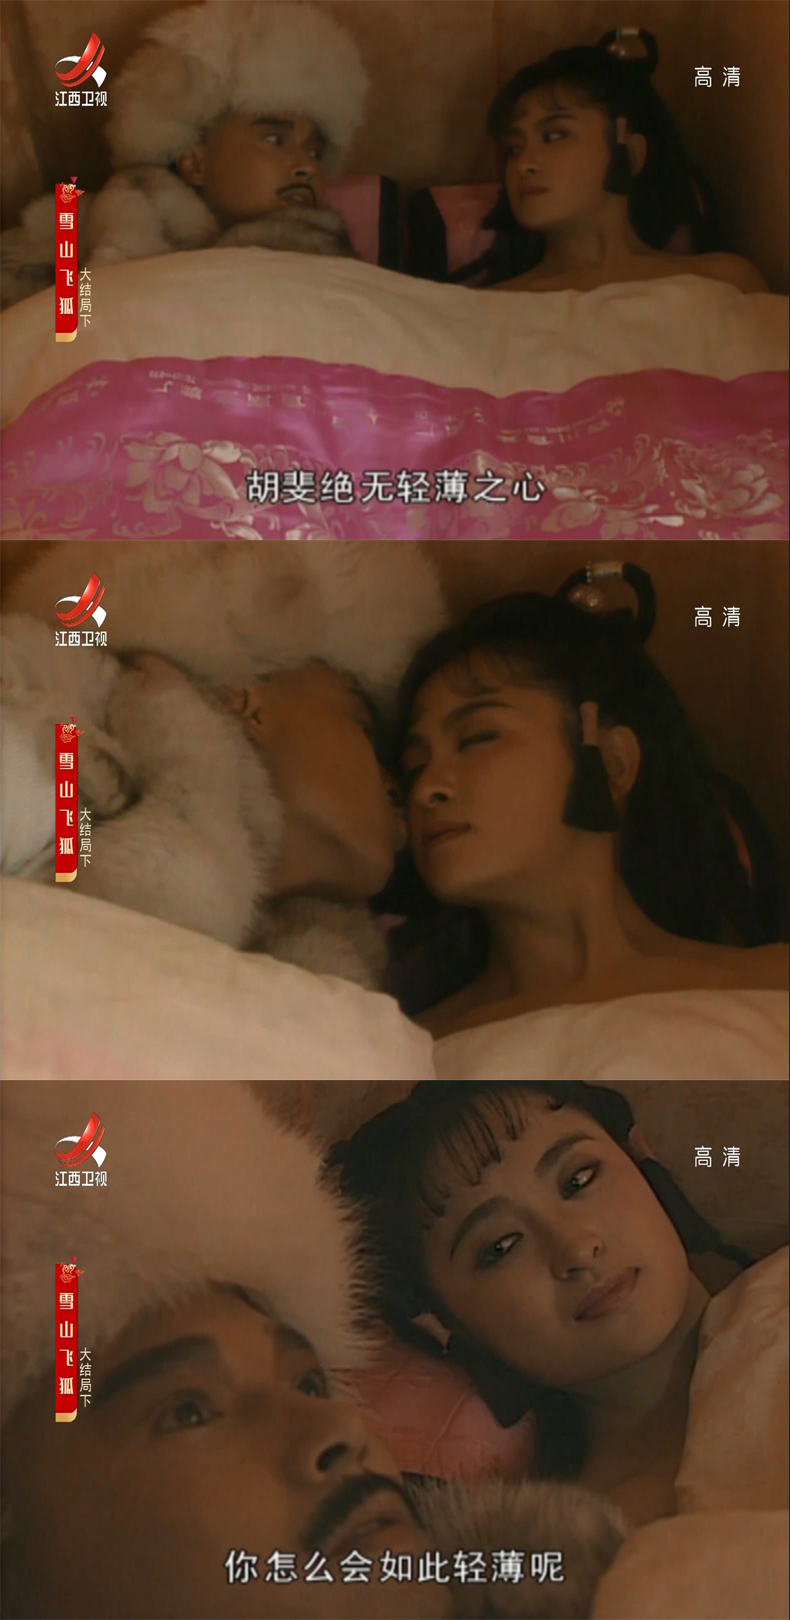 江西卫视
高清
雪山飞狐
大结局下
胡斐绝无轻薄之心
江西卫视
高清
雪山飞狐
大结局下
江西卫视
高清
雪山飞狐
大结局下
你怎么会如此轻薄呢